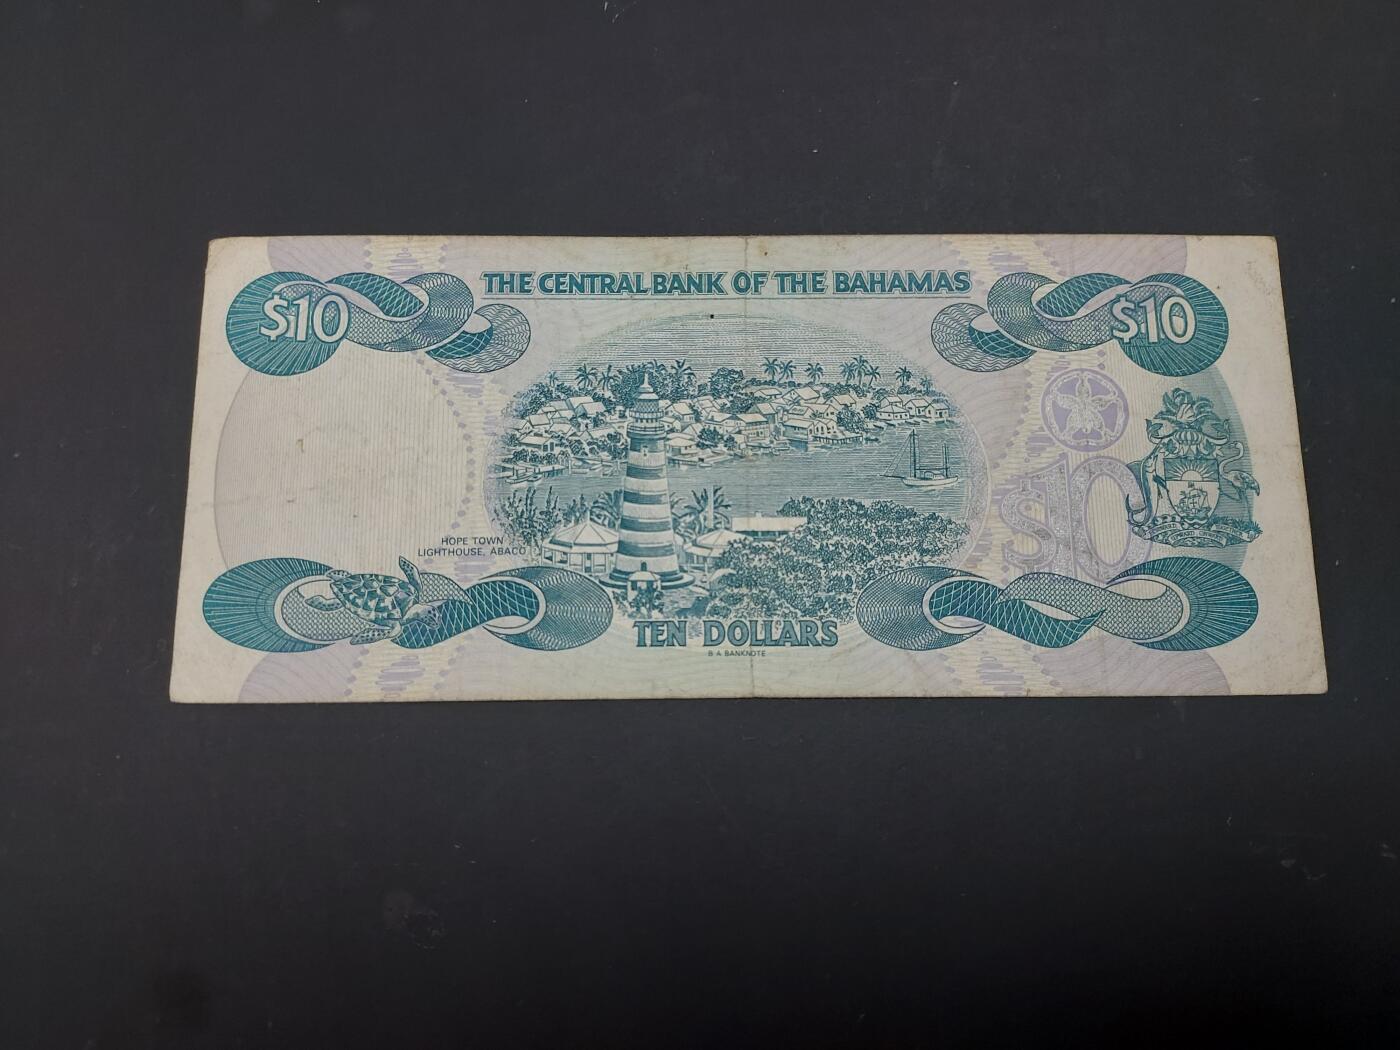 THE CENTRAL BANK OF THE BAHAMAS
$10
$10
$10
HOPE TOWN
LIGHTHOUSE, ABACO
TEN DOLLARS
B A BANKNOTE